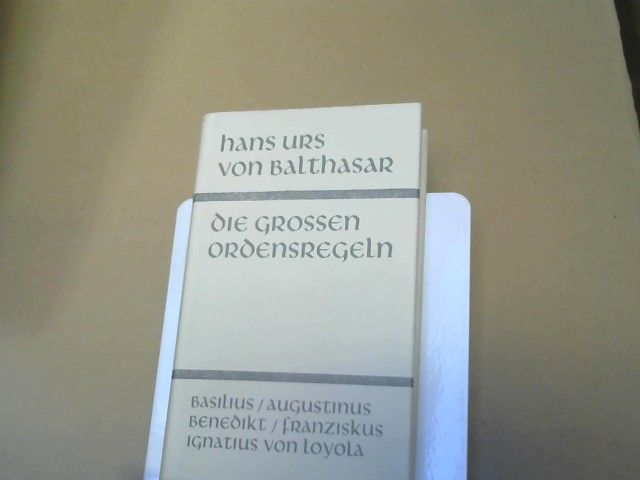 hans urs
von Balthasar
die grossen
ordensregeln
Basilius / Augustinus
Benedikt / franziskus
Ignatius von Loyola